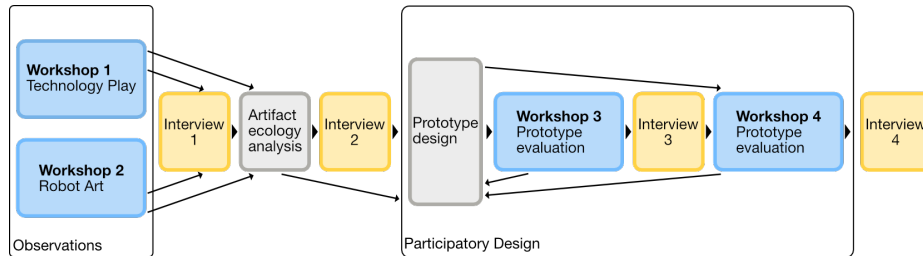 Workshop 1
Technology Play
Workshop 2
Robot Art
Observations
Interview
1
Artifact
ecology
analysis
Interview
2
Prototype
design
Workshop 3
Prototype
evaluation
Interview
3
Workshop 4
Prototype
evaluation
Participatory Design
Interview
4